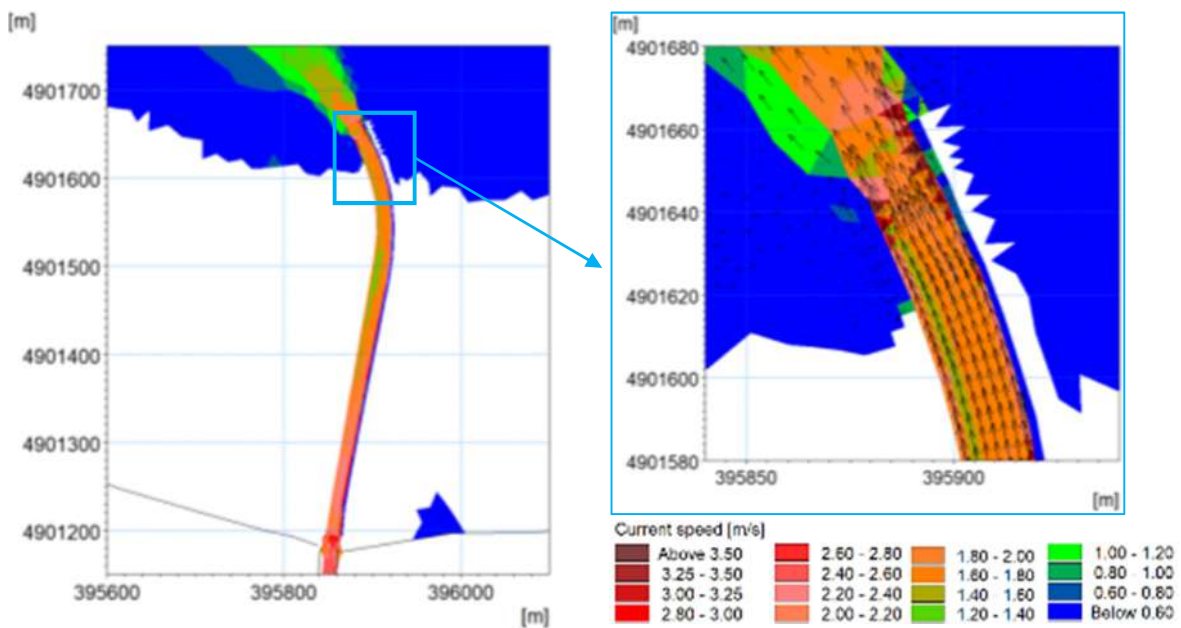 [m]
4901700
4901600
4901500
4901400
4901300
4901200
395600 395800 396000
[m]
[m]
4901680
4901660
4901640
4901620
4901600
4901580
395850 395900
[m]
Current speed [m/s]
Above 3.50 2.60 - 2.80 1.80 - 2.00 1.00 - 1.20
3.25 - 3.50 2.40 - 2.60 1.60 - 1.80 0.80 - 1.00
3.00 - 3.25 2.20 - 2.40 1.40 - 1.60 0.60 - 0.80
2.80 - 3.00 2.00 - 2.20 1.20 - 1.40 Below 0.60